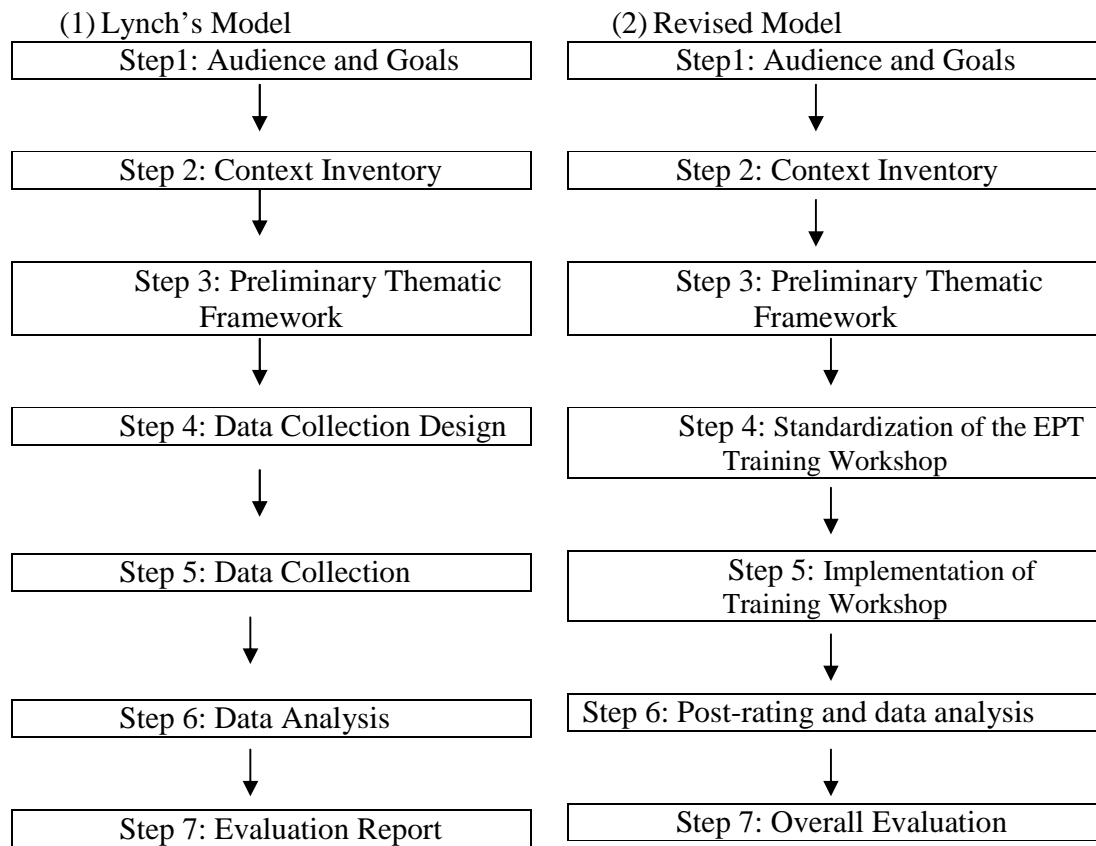 (1) Lynch's Model
Step1: Audience and Goals
Step 2: Context Inventory
Step 3: Preliminary Thematic
Framework
Step 4: Data Collection Design
Step 5: Data Collection
Step 6: Data Analysis
Step 7: Evaluation Report
(2) Revised Model
Step1: Audience and Goals
Step 2: Context Inventory
Step 3: Preliminary Thematic
Framework
Step 4: Standardization of the EPT
Training Workshop
Step 5: Implementation of
Training Workshop
Step 6: Post-rating and data analysis
Step 7: Overall Evaluation